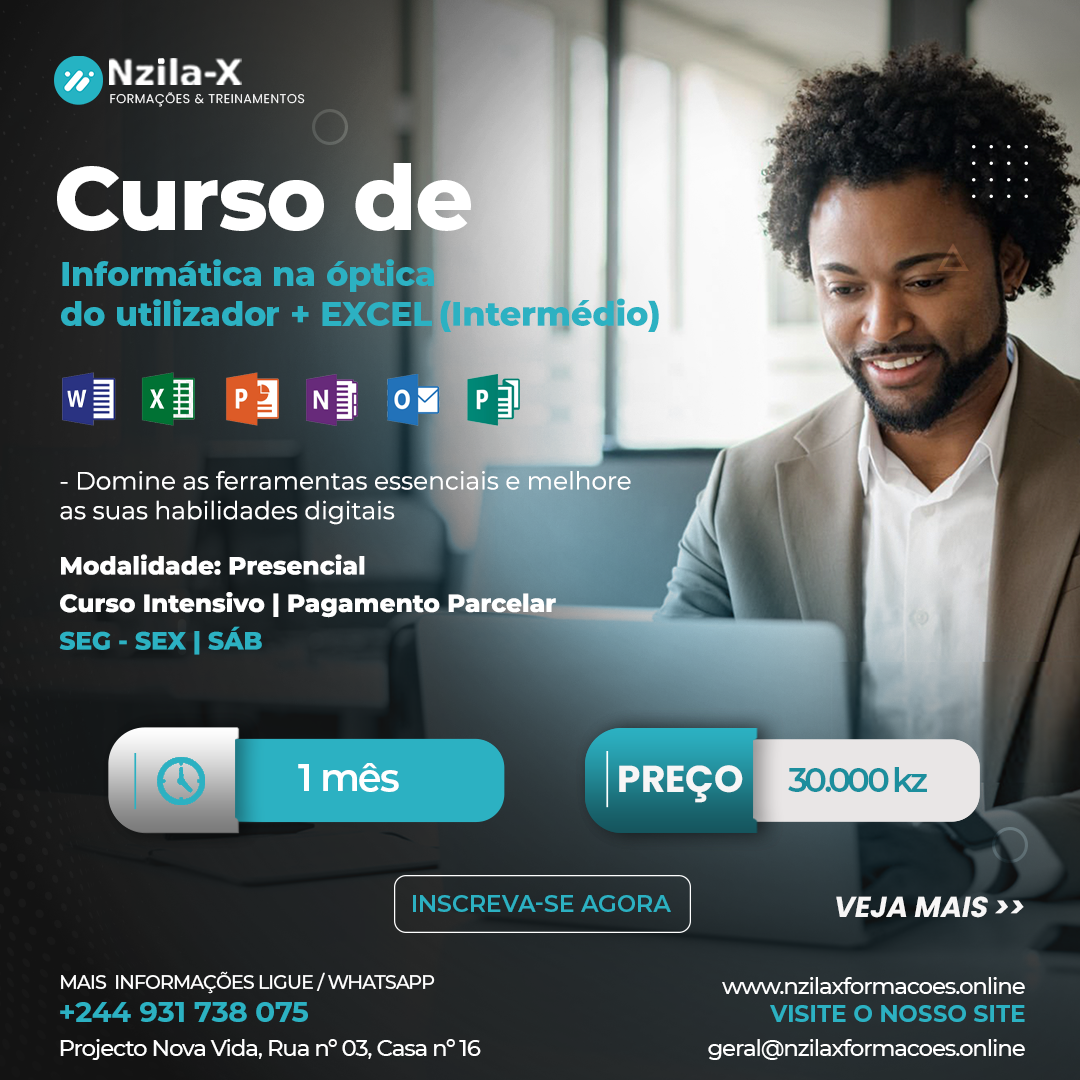 Nzila-X
FORMAÇÕES & TREINAMENTOS
Curso de
Informática na óptica
do utilizador + EXCEL (Intermédio)
W X P N O P
- Domine as ferramentas essenciais e melhore
as suas habilidades digitais
Modalidade: Presencial
Curso Intensivo | Pagamento Parcelar
SEG - SEX | SÁB
1 mês
PREÇO 30.000 kz
INSCREVA-SE AGORA
VEJA MAIS >>
MAIS INFORMAÇÕES LIGUE / WHATSAPP
+244 931 738 075
Projecto Nova Vida, Rua nº 03, Casa nº 16
www.nzilaxformacoes.online
VISITE O NOSSO SITE
geral@nzilaxformacoes.online